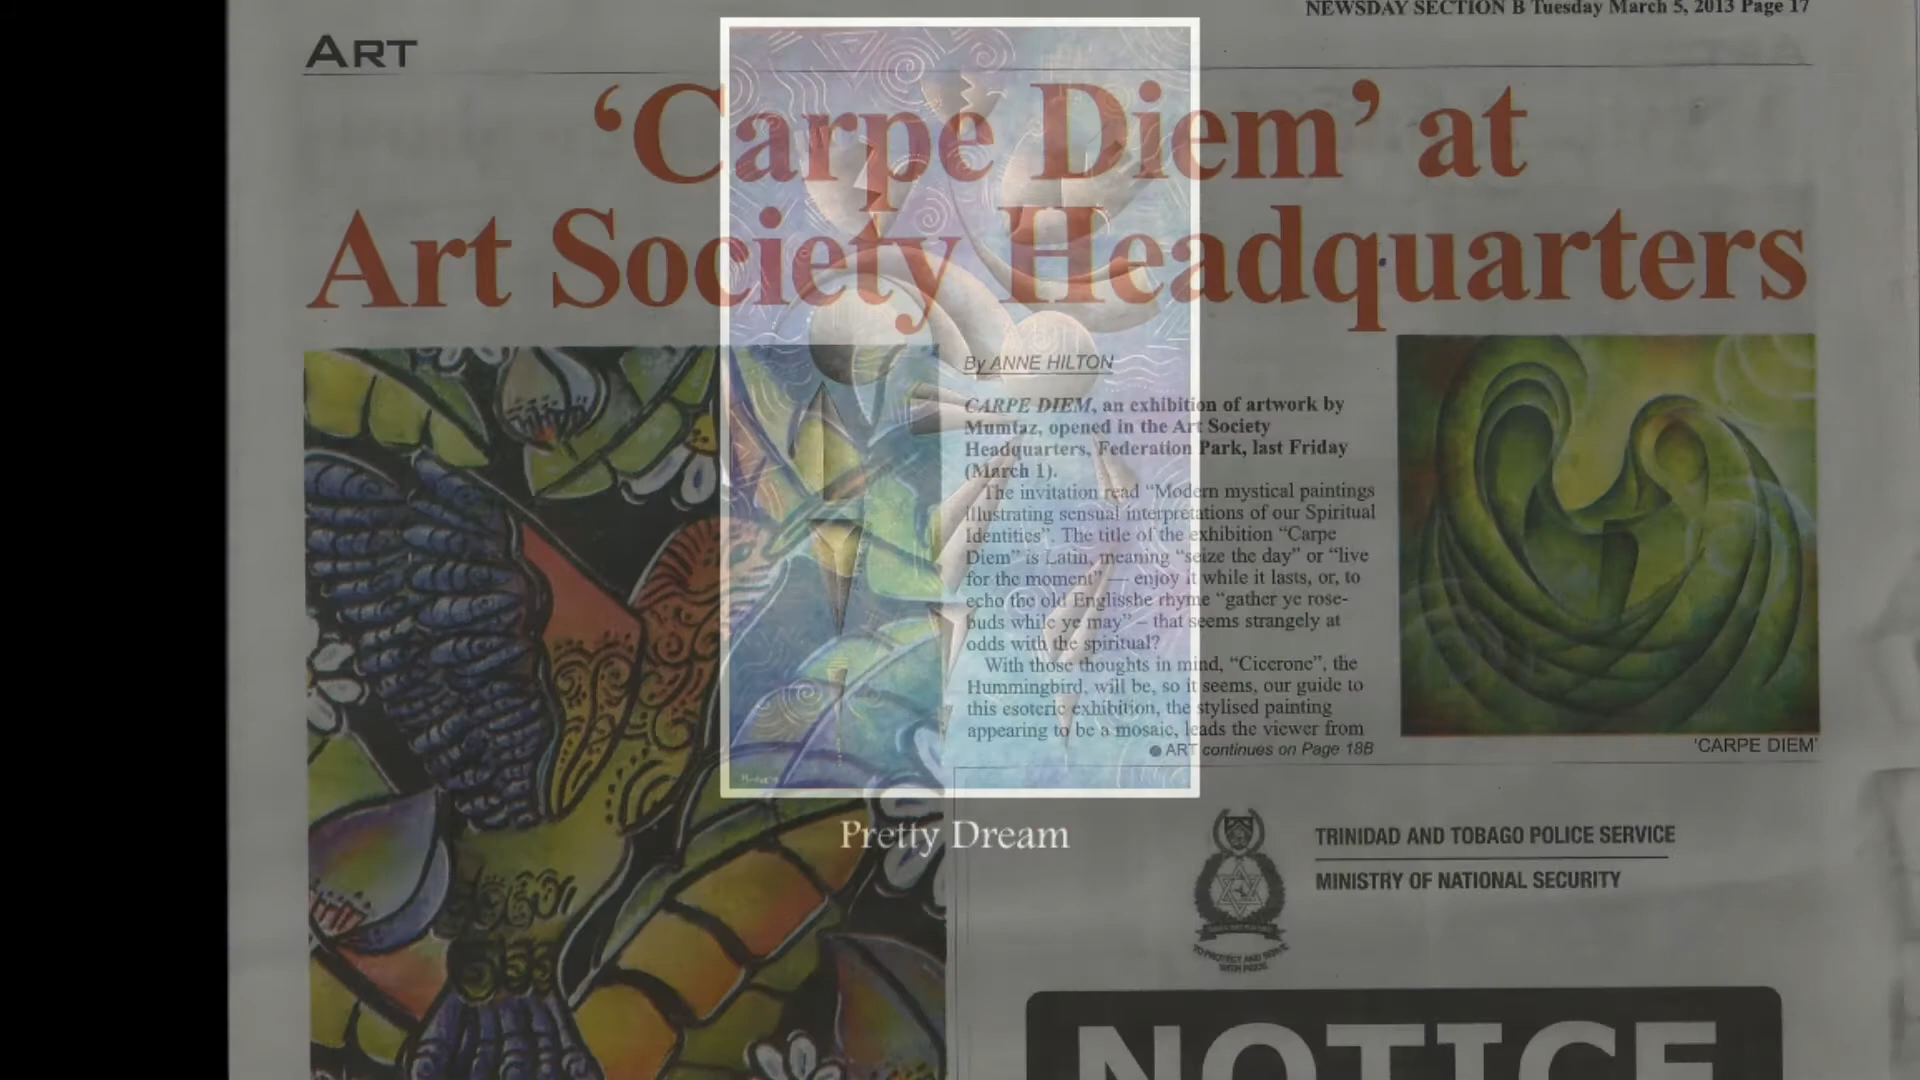 NEWSDAY SECTION B Tuesday March 5, 2013 Page 17
ART
‘Carpe Diem’ at
Art Society Headquarters
By ANNE HILTON
CARPE DIEM, an exhibition of artwork by
Mumtaz, opened in the Art Society
Headquarters, Federation Park, last Friday
(March 1).
The invitation read “Modern mystical paintings
illustrating sensual interpretations of our Spiritual
Identities”. The title of the exhibition “Carpe
Diem” is Latin, meaning “seize the day” or “live
for the moment” — enjoy it while it lasts, or, to
echo the old Englisshe rhyme “gather ye rose-
buds while ye may” – that seems strangely at
odds with the spiritual?
With those thoughts in mind, “Cicerone”, the
Hummingbird, will be, so it seems, our guide to
this esoteric exhibition, the stylised painting
appearing to be a mosaic, leads the viewer from
ART continues on Page 18B
‘CARPE DIEM’
Pretty Dream
TRINIDAD AND TOBAGO POLICE SERVICE
MINISTRY OF NATIONAL SECURITY
TO PROTECT AND SERVE
WITH PRIDE
NOTICE